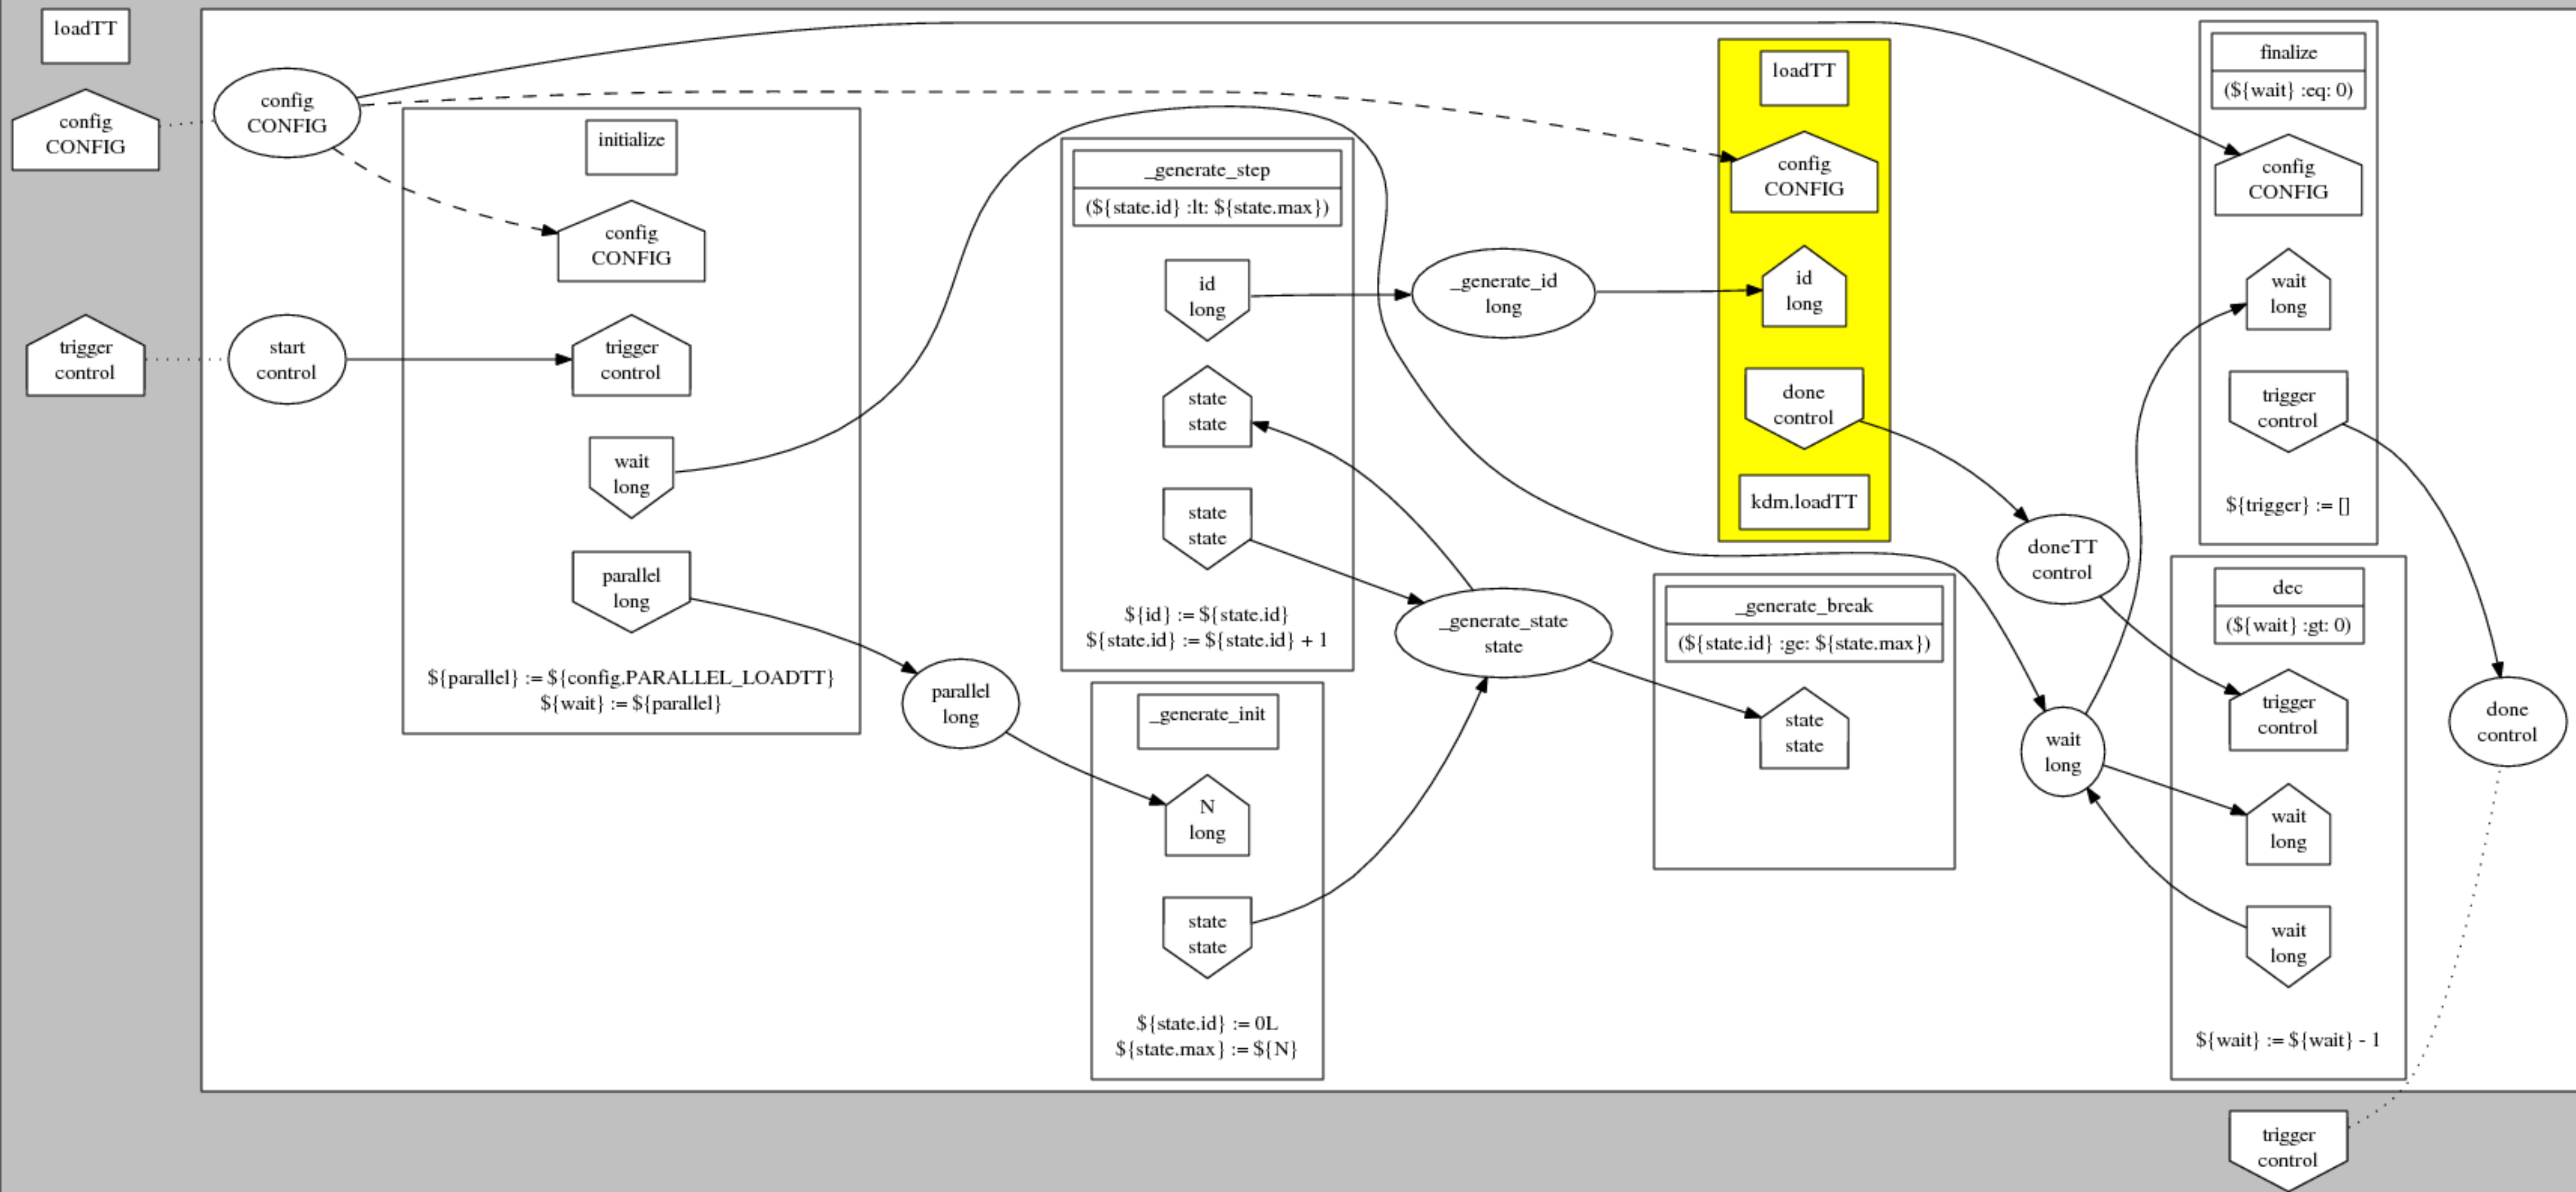 loadTT
config
CONFIG
trigger
control
config
CONFIG
start
control
initialize
config
CONFIG
trigger
control
wait
long
parallel
long
${parallel} := ${config.PARALLEL_LOADTT}
${wait} := ${parallel}
parallel
long
_generate_step
(${state.id} :lt: ${state.max})
id
long
state
state
state
state
${id} := ${state.id}
${state.id} := ${state.id} + 1
_generate_init
N
long
state
state
${state.id} := 0L
${state.max} := ${N}
_generate_id
long
_generate_state
state
loadTT
config
CONFIG
id
long
done
control
kdm.loadTT
_generate_break
(${state.id} :ge: ${state.max})
state
state
doneTT
control
wait
long
finalize
(${wait} :eq: 0)
config
CONFIG
wait
long
trigger
control
${trigger} := []
dec
(${wait} :gt: 0)
trigger
control
wait
long
wait
long
${wait} := ${wait} - 1
done
control
trigger
control